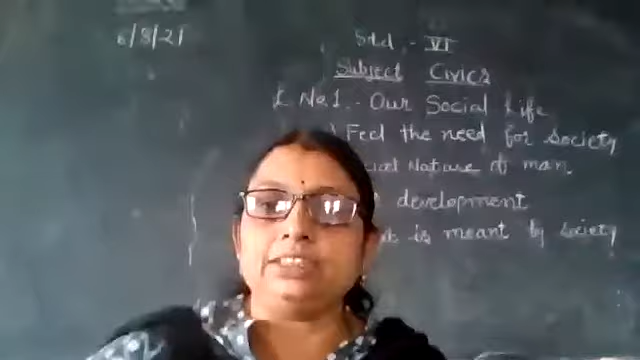 6/8/21
Std :- VI
Subject Civics
L No 1 :- Our Social Life
Feel the need for society
Nature of man.
development
is meant by society